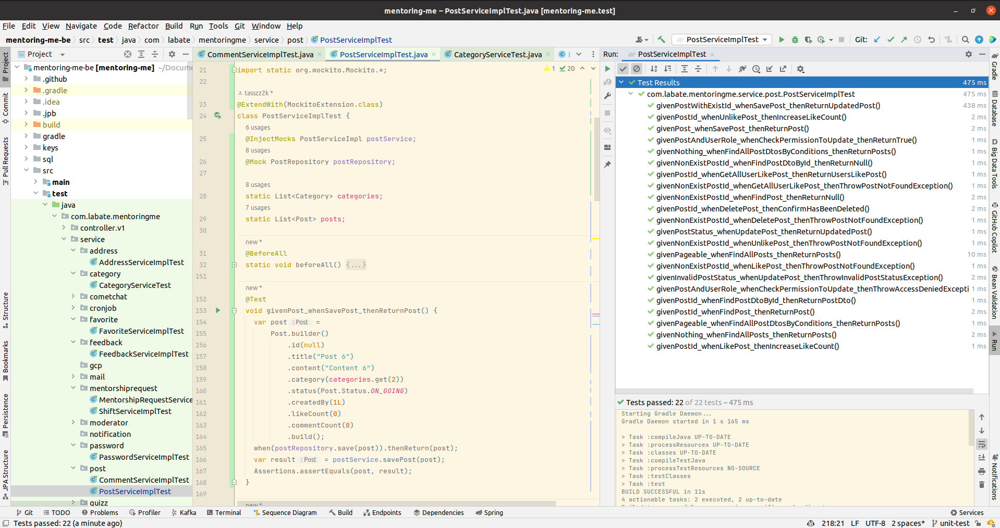 mentoring-me – PostServiceImplTest.java [mentoring-me.test]
File Edit View Navigate Code Refactor Build Run Tools Git Window Help
mentoring-me-be src test java com labate mentoringme service post PostServiceImplTest
PostServiceImplTest
Git:
Project
Commit
Pull Requests
Structure
Bookmarks
Persistence
JPA Structure
Project
mentoring-me-be [mentoring-me] ~/Docume
.github
.gradle
.idea
.jpb
build
gradle
keys
sql
src
main
test
java
com.labate.mentoringme
controller.v1
service
address
AddressServiceImplTest
category
CategoryServiceTest
cometchat
cronjob
favorite
FavoriteServiceImplTest
feedback
FeedbackServiceImplTest
gcp
mail
mentorshiprequest
MentorshipRequestService
ShiftServiceImplTest
moderator
notification
password
PasswordServiceImplTest
post
CommentServiceImplTest
PostServiceImplTest
quizz
CommentServiceImplTest.java PostServiceImplTest.java CategoryServiceTest.java
1 20
21 import static org.mockito.Mockito.*;
22
tasszz2k *
23 @ExtendWith(MockitoExtension.class)
24 class PostServiceImplTest {
6 usages
25 @InjectMocks PostServiceImpl postService;
8 usages
26 @Mock PostRepository postRepository;
27
8 usages
28 static List<Category> categories;
7 usages
29 static List<Post> posts;
30
new *
31 @BeforeAll
32 static void beforeAll() {...}
151
new *
152 @Test
153 void givenPost_whenSavePost_thenReturnPost() {
154 var post : Post =
155 Post.builder()
156 .id(null)
157 .title("Post 6")
158 .content("Content 6")
159 .category(categories.get(2))
160 .status(Post.Status.ON_GOING)
161 .createdBy(1L)
162 .likeCount(0)
163 .commentCount(0)
164 .build();
165 when(postRepository.save(post)).thenReturn(post);
166 var result : Post = postService.savePost(post);
167 Assertions.assertEquals(post, result);
168 }
169
new *
Run: PostServiceImplTest
Test Results 475 ms
com.labate.mentoringme.service.post.PostServiceImplTest 475 ms
givenPostWithExistId_whenSavePost_thenReturnUpdatedPost() 438 ms
givenPostId_whenUnlikePost_thenIncreaseLikeCount() 2 ms
givenPost_whenSavePost_thenReturnPost() 2 ms
givenPostAndUserRole_whenCheckPermissionToUpdate_thenReturnTrue() 1 ms
givenNothing_whenFindAllPostDtosByConditions_thenReturnPosts() 1 ms
givenNonExistPostId_whenFindPostDtoById_thenReturnNull() 1 ms
givenPostId_whenGetAllUserLikePost_thenReturnUsersLikePost() 1 ms
givenNonExistPostId_whenGetAllUserLikePost_thenThrowPostNotFoundException() 1 ms
givenNonExistPostId_whenFindPost_thenReturnNull() 2 ms
givenPostId_whenDeletePost_thenConfirmHasBeenDeleted() 2 ms
givenNonExistPostId_whenDeletePost_thenThrowPostNotFoundException() 1 ms
givenPostStatus_whenUpdatePost_thenReturnUpdatedPost() 2 ms
givenNonExistPostId_whenUnlikePost_thenThrowPostNotFoundException() 1 ms
givenPageable_whenFindAllPosts_thenReturnPosts() 10 ms
givenNonExistPostId_whenLikePost_thenThrowPostNotFoundException() 1 ms
givenInvalidPostStatus_whenUpdatePost_thenThrowInvalidPostStatusException() 2 ms
givenPostAndUserRole_whenCheckPermissionToUpdate_thenThrowAccessDeniedExcepti 1 ms
givenPostId_whenFindPostDtoById_thenReturnPostDto() 1 ms
givenPostId_whenFindPost_thenReturnPost() 2 ms
givenPageable_whenFindAllPostDtosByConditions_thenReturnPosts() 1 ms
givenNothing_whenFindAllPosts_thenReturnPosts() 2 ms
givenPostId_whenLikePost_thenIncreaseLikeCount() 1 ms
Tests passed: 22 of 22 tests – 475 ms
Starting Gradle Daemon...
Gradle Daemon started in 1 s 165 ms
> Task :compileJava UP-TO-DATE
> Task :processResources UP-TO-DATE
> Task :classes UP-TO-DATE
> Task :compileTestJava
> Task :processTestResources NO-SOURCE
> Task :testClasses
> Task :test
BUILD SUCCESSFUL in 11s
4 actionable tasks: 2 executed, 2 up-to-date
Gradle
Database
Big Data Tools
GitHub Copilot
Bean Validation
Run
Notifications
Git TODO Problems Profiler Kafka Terminal Sequence Diagram Build Endpoints Dependencies Spring Services
Tests passed: 22 (a minute ago) 218:21 LF UTF-8 2 spaces* unit-test